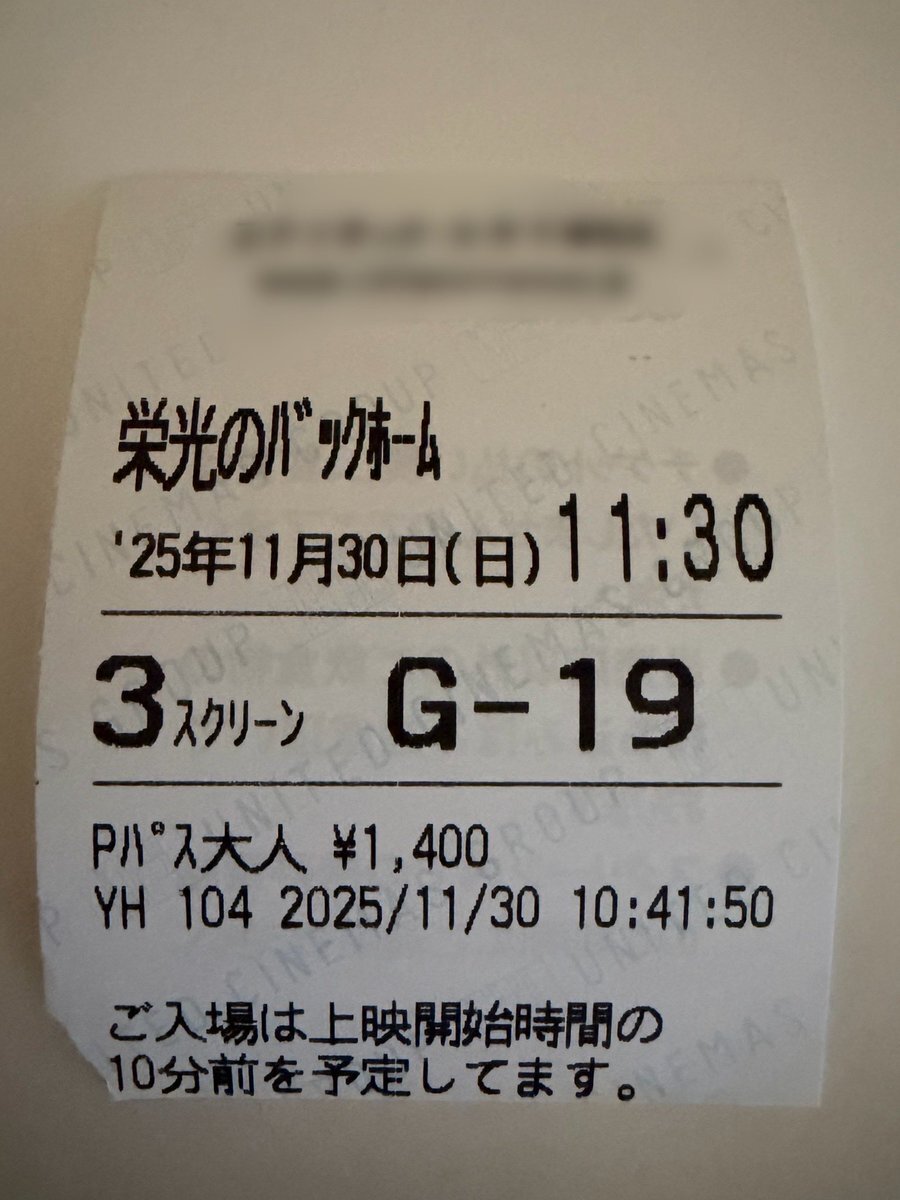 栄光のﾊﾞｯｸﾎｰﾑ
'25年11月30日(日) 11:30
3スクリーン G-19
Pﾊﾟｽ大人 ¥1,400
YH 104 2025/11/30 10:41:50
ご入場は上映開始時間の
10分前を予定してます。